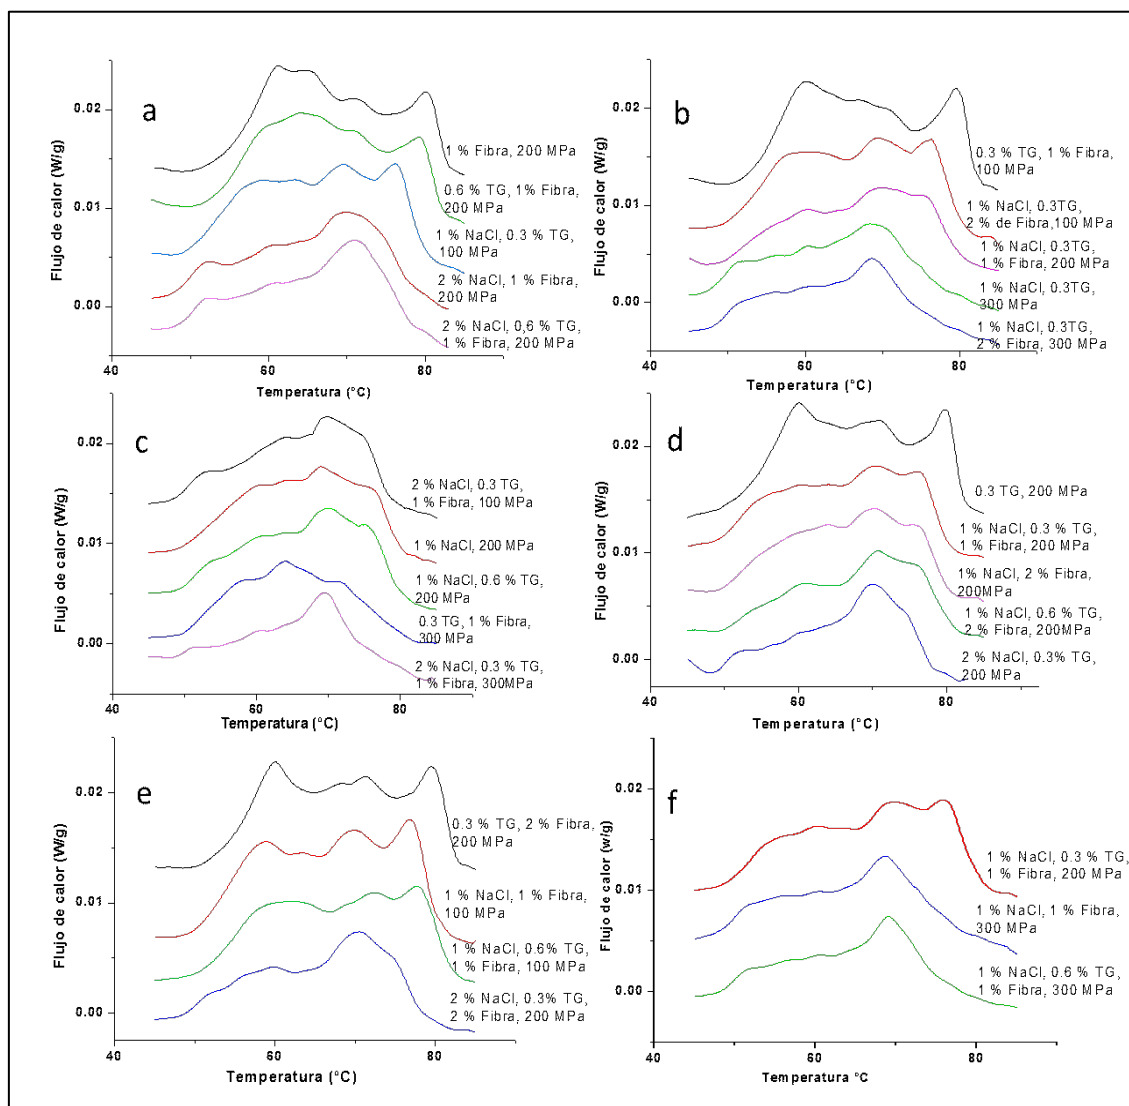 a
0.02
0.01
0.00
Flujo de calor (W/g)
1 % Fibra, 200 MPa
0.6 % TG, 1 % Fibra,
200 MPa
1 % NaCl, 0.3 % TG,
100 MPa
2 % NaCl, 1 % Fibra,
200 MPa
2 % NaCl, 0,6 % TG,
1 % Fibra, 200 MPa
40
60
80
Temperatura (°C)
b
0.02
0.01
0.00
Flujo de calor (W/g)
0.3 % TG, 1 % Fibra,
100 MPa
1 % NaCl, 0.3TG,
2 % de Fibra,100 MPa
1 % NaCl, 0.3TG,
1 % Fibra, 200 MPa
1 % NaCl, 0.3TG,
300 MPa
1 % NaCl, 0.3TG,
2 % Fibra, 300 MPa
40
60
80
Temperatura (°C)
c
0.02
0.01
0.00
Flujo de calor (W/g)
2 % NaCl, 0.3 TG,
1 % Fibra, 100 MPa
1 % NaCl, 200 MPa
1 % NaCl, 0.6 % TG,
200 MPa
0.3 TG, 1 % Fibra,
300 MPa
2 % NaCl, 0.3 % TG,
1 % Fibra, 300MPa
40
60
80
Temperatura (°C)
d
0.02
0.01
0.00
Flujo de calor (W/g)
0.3 TG, 200 MPa
1 % NaCl, 0.3 % TG,
1 % Fibra, 200 MPa
1% NaCl, 2 % Fibra,
200MPa
1 % NaCl, 0.6 % TG,
2 % Fibra, 200MPa
2 % NaCl, 0.3% TG,
200 MPa
40
60
80
Temperatura (°C)
e
0.02
0.01
0.00
Flujo de calor (W/g)
0.3 % TG, 2 % Fibra,
200 MPa
1 % NaCl, 1 % Fibra,
100 MPa
1 % NaCl, 0.6% TG,
1 % Fibra, 100 MPa
2 % NaCl, 0.3% TG,
2 % Fibra, 200 MPa
40
60
80
Temperatura (°C)
f
0.02
0.01
0.00
Flujo de calor (w/g)
1 % NaCl, 0.3 % TG,
1 % Fibra, 200 MPa
1 % NaCl, 1 % Fibra,
300 MPa
1 % NaCl, 0.6 % TG,
1 % Fibra, 300 MPa
40
60
80
Temperatura °C